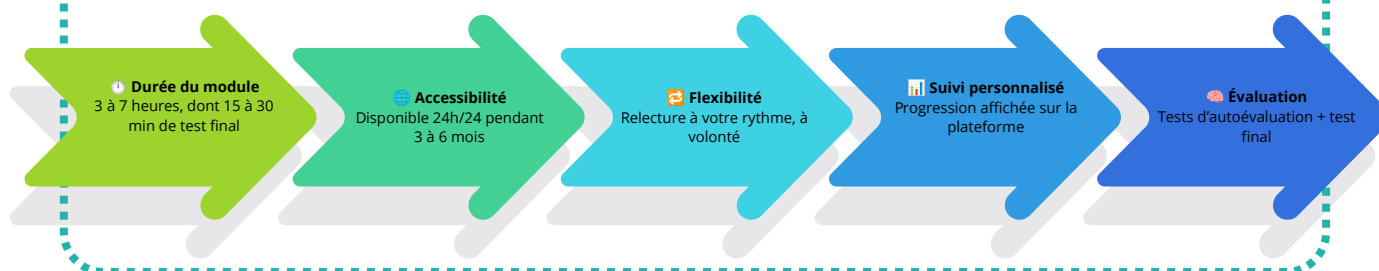 ⏱️ Durée du module
3 à 7 heures, dont 15 à 30
min de test final
🌐 Accessibilité
Disponible 24h/24 pendant
3 à 6 mois
🔁 Flexibilité
Relecture à votre rythme, à
volonté
📊 Suivi personnalisé
Progression affichée sur la
plateforme
🧠 Évaluation
Tests d’autoévaluation + test
final